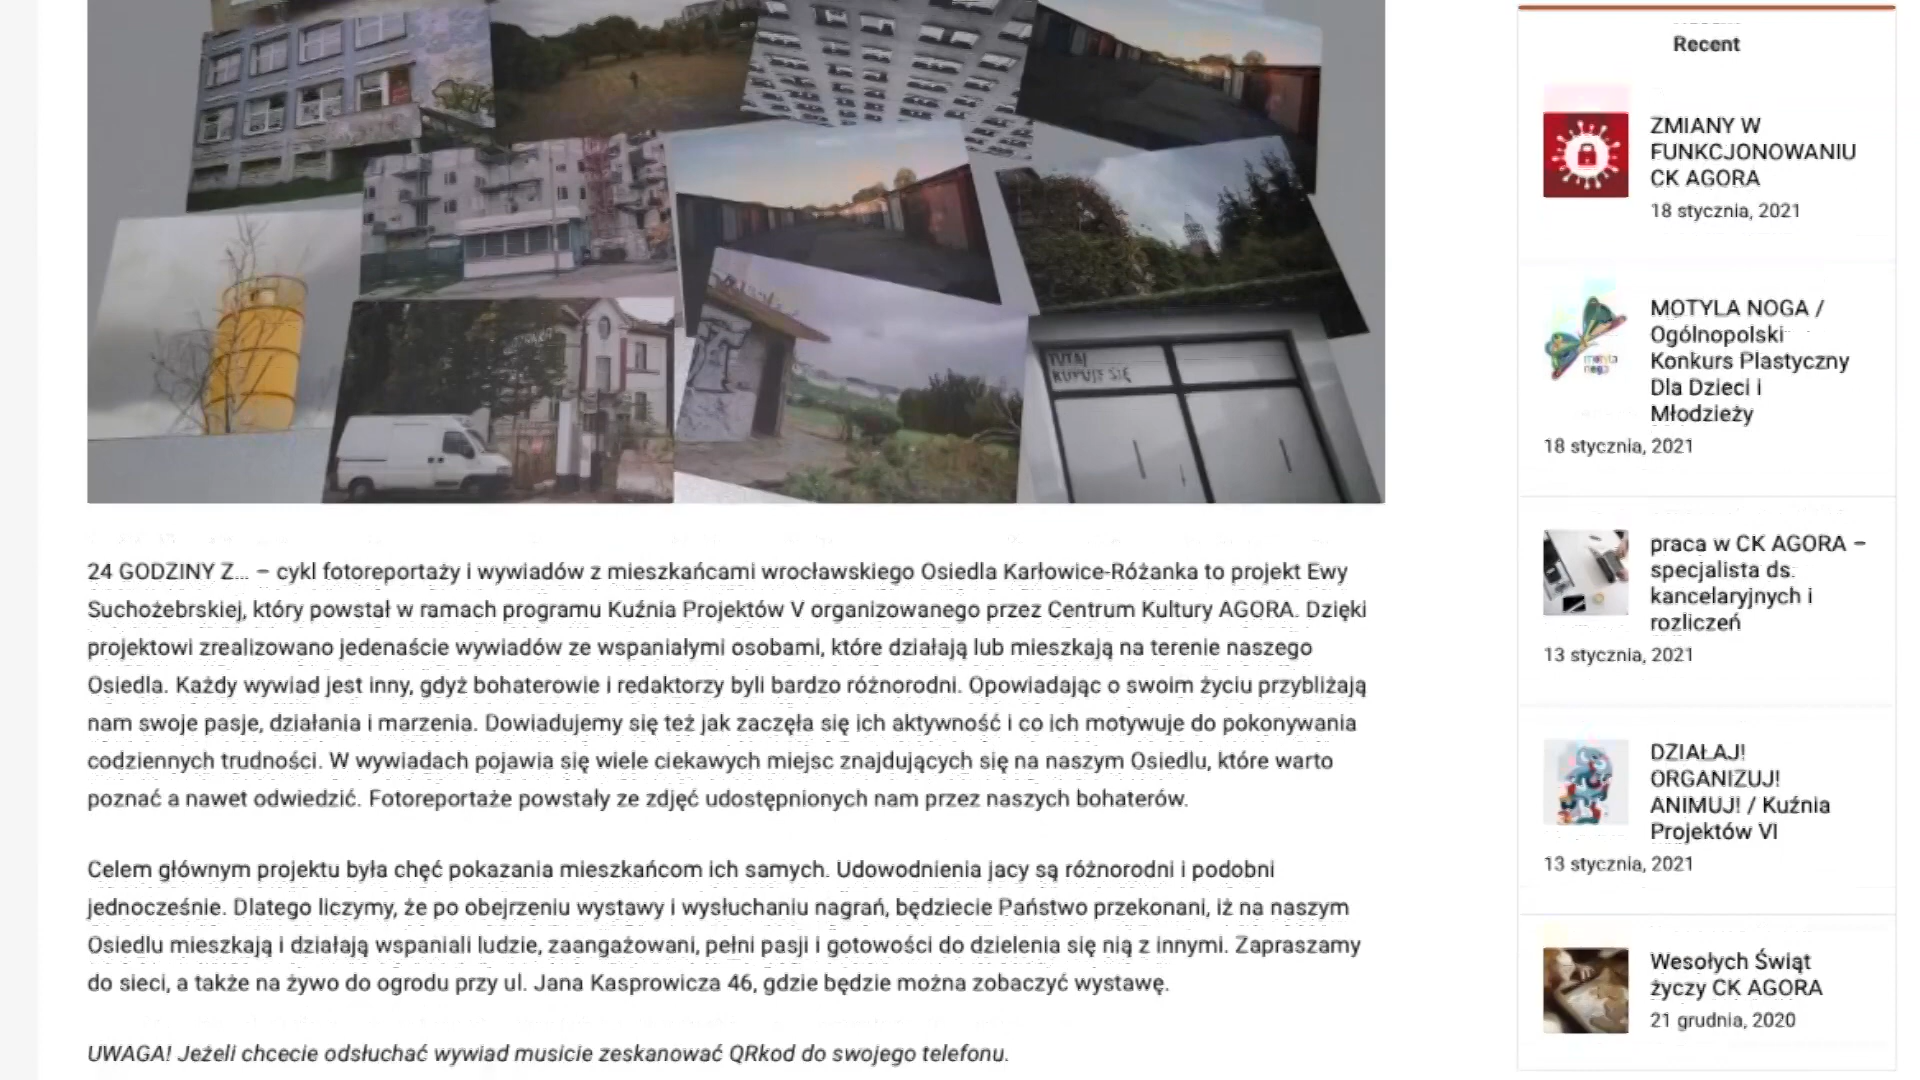 TUTAJ
KUPUJE SIĘ
24 GODZINY Z... – cykl fotoreportaży i wywiadów z mieszkańcami wrocławskiego Osiedla Karłowice-Różanka to projekt Ewy
Suchożebrskiej, który powstał w ramach programu Kuźnia Projektów V organizowanego przez Centrum Kultury AGORA. Dzięki
projektowi zrealizowano jedenaście wywiadów ze wspaniałymi osobami, które działają lub mieszkają na terenie naszego
Osiedla. Każdy wywiad jest inny, gdyż bohaterowie i redaktorzy byli bardzo różnorodni. Opowiadając o swoim życiu przybliżają
nam swoje pasje, działania i marzenia. Dowiadujemy się też jak zaczęła się ich aktywność i co ich motywuje do pokonywania
codziennych trudności. W wywiadach pojawia się wiele ciekawych miejsc znajdujących się na naszym Osiedlu, które warto
poznać a nawet odwiedzić. Fotoreportaże powstały ze zdjęć udostępnionych nam przez naszych bohaterów.
Celem głównym projektu była chęć pokazania mieszkańcom ich samych. Udowodnienia jacy są różnorodni i podobni
jednocześnie. Dlatego liczymy, że po obejrzeniu wystawy i wysłuchaniu nagrań, będziecie Państwo przekonani, iż na naszym
Osiedlu mieszkają i działają wspaniali ludzie, zaangażowani, pełni pasji i gotowości do dzielenia się nią z innymi. Zapraszamy
do sieci, a także na żywo do ogrodu przy ul. Jana Kasprowicza 46, gdzie będzie można zobaczyć wystawę.
UWAGA! Jeżeli chcecie odsłuchać wywiad musicie zeskanować QRkod do swojego telefonu.
Recent
ZMIANY W
FUNKCJONOWANIU
CK AGORA
18 stycznia, 2021
motyla
noga
MOTYLA NOGA /
Ogólnopolski
Konkurs Plastyczny
Dla Dzieci i
Młodzieży
18 stycznia, 2021
praca w CK AGORA –
specjalista ds.
kancelaryjnych i
rozliczeń
13 stycznia, 2021
DZIAŁAJ!
ORGANIZUJ!
ANIMUJ! / Kuźnia
Projektów VI
13 stycznia, 2021
Wesołych Świąt
życzy CK AGORA
21 grudnia, 2020